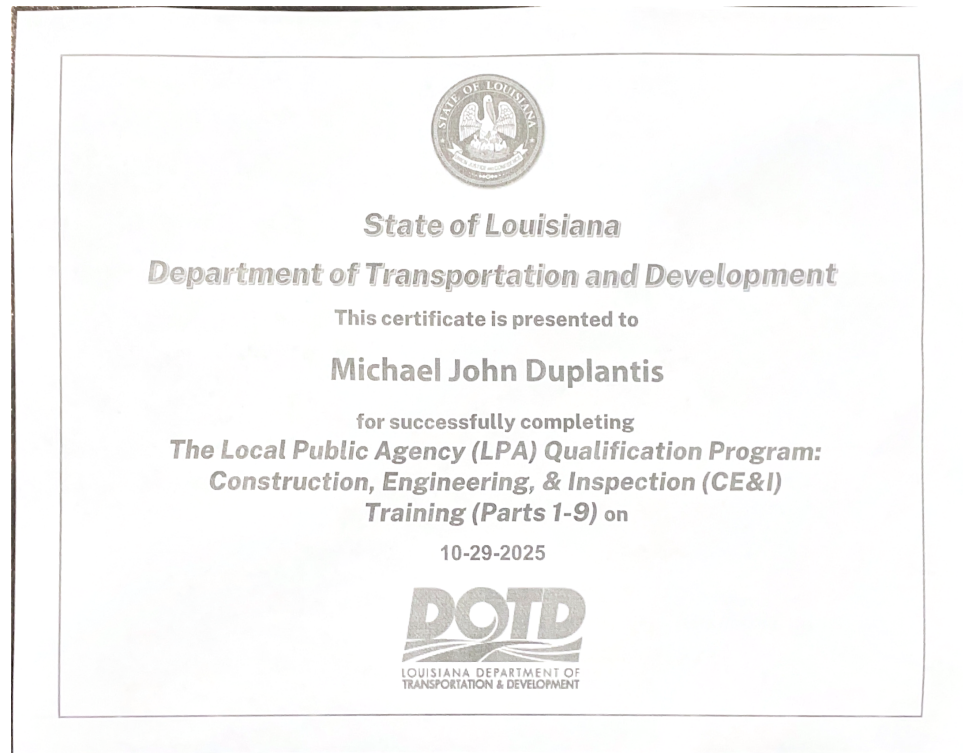 STATE OF LOUISIANA
State of Louisiana
Department of Transportation and Development
This certificate is presented to
Michael John Duplantis
for successfully completing
The Local Public Agency (LPA) Qualification Program:
Construction, Engineering, & Inspection (CE&I)
Training (Parts 1-9) on
10-29-2025
DOTD
LOUISIANA DEPARTMENT OF
TRANSPORTATION & DEVELOPMENT